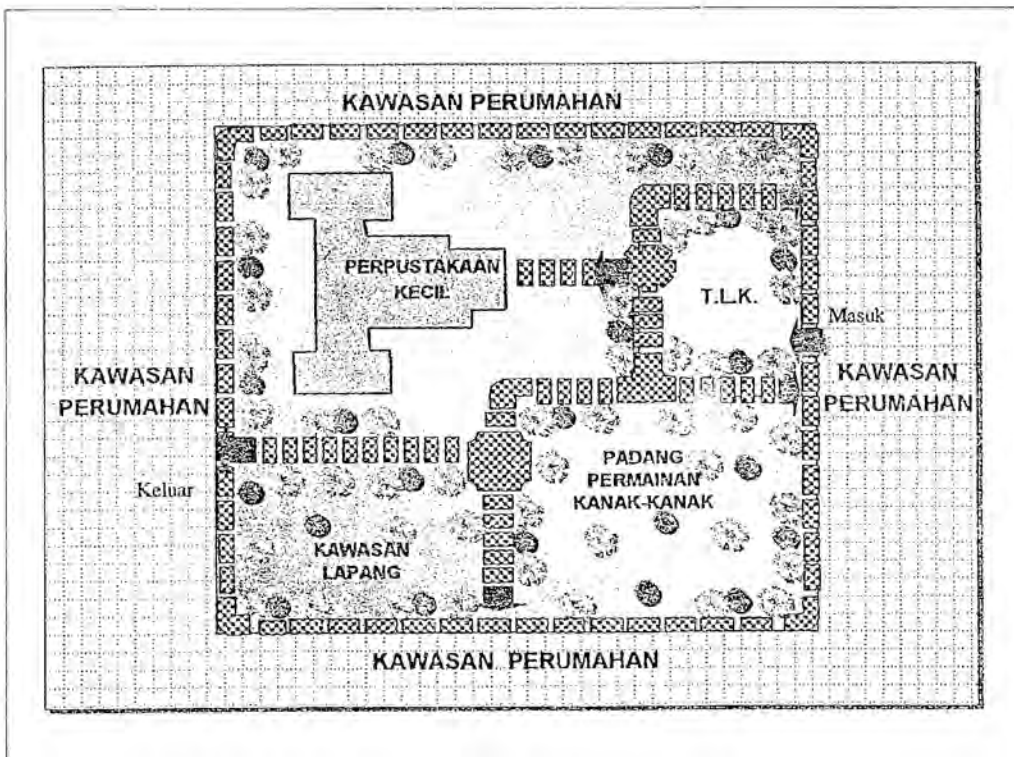 KAWASAN PERUMAHAN
PERPUSTAKAAN
KECIL
T.L.K.
Masuk
KAWASAN
PERUMAHAN
KAWASAN
PERUMAHAN
Keluar
PADANG
PERMAINAN
KANAK-KANAK
KAWASAN
LAPANG
KAWASAN PERUMAHAN